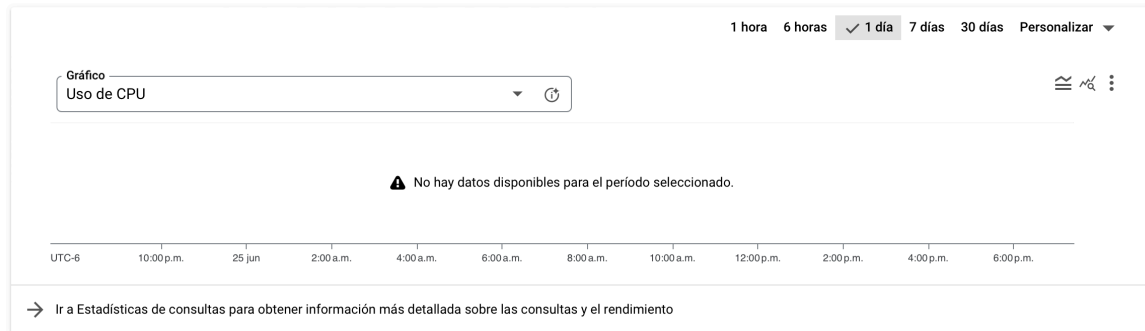 1 hora 6 horas 1 día 7 días 30 días Personalizar
Gráfico
Uso de CPU
No hay datos disponibles para el período seleccionado.
UTC-6 10:00 p.m. 25 jun 2:00 a.m. 4:00 a.m. 6:00 a.m. 8:00 a.m. 10:00 a.m. 12:00 p.m. 2:00 p.m. 4:00 p.m. 6:00 p.m.
Ir a Estadísticas de consultas para obtener información más detallada sobre las consultas y el rendimiento